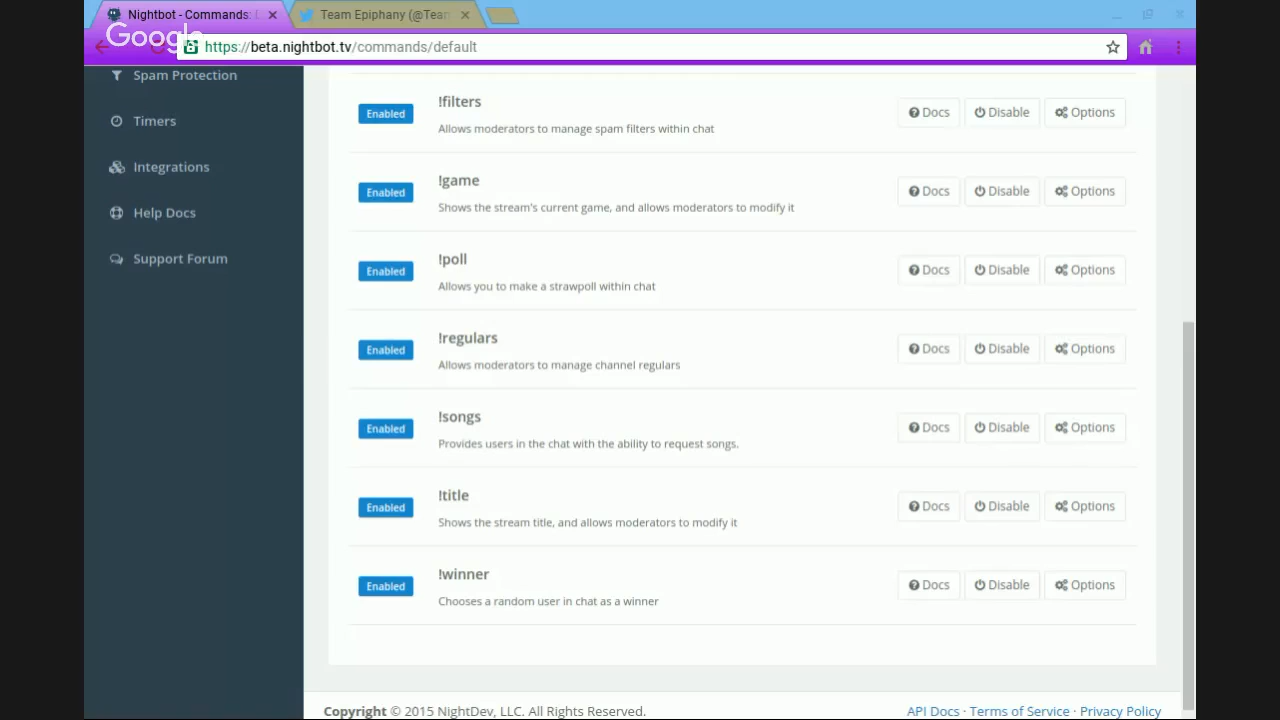 Nightbot - Commands:
Team Epiphany (@Team
Google
https://beta.nightbot.tv/commands/default
Spam Protection
Timers
Integrations
Help Docs
Support Forum
Enabled
!filters
Allows moderators to manage spam filters within chat
Docs
Disable
Options
Enabled
!game
Shows the stream's current game, and allows moderators to modify it
Docs
Disable
Options
Enabled
!poll
Allows you to make a strawpoll within chat
Docs
Disable
Options
Enabled
!regulars
Allows moderators to manage channel regulars
Docs
Disable
Options
Enabled
!songs
Provides users in the chat with the ability to request songs.
Docs
Disable
Options
Enabled
!title
Shows the stream title, and allows moderators to modify it
Docs
Disable
Options
Enabled
!winner
Chooses a random user in chat as a winner
Docs
Disable
Options
Copyright © 2015 NightDev, LLC. All Rights Reserved.
API Docs · Terms of Service · Privacy Policy